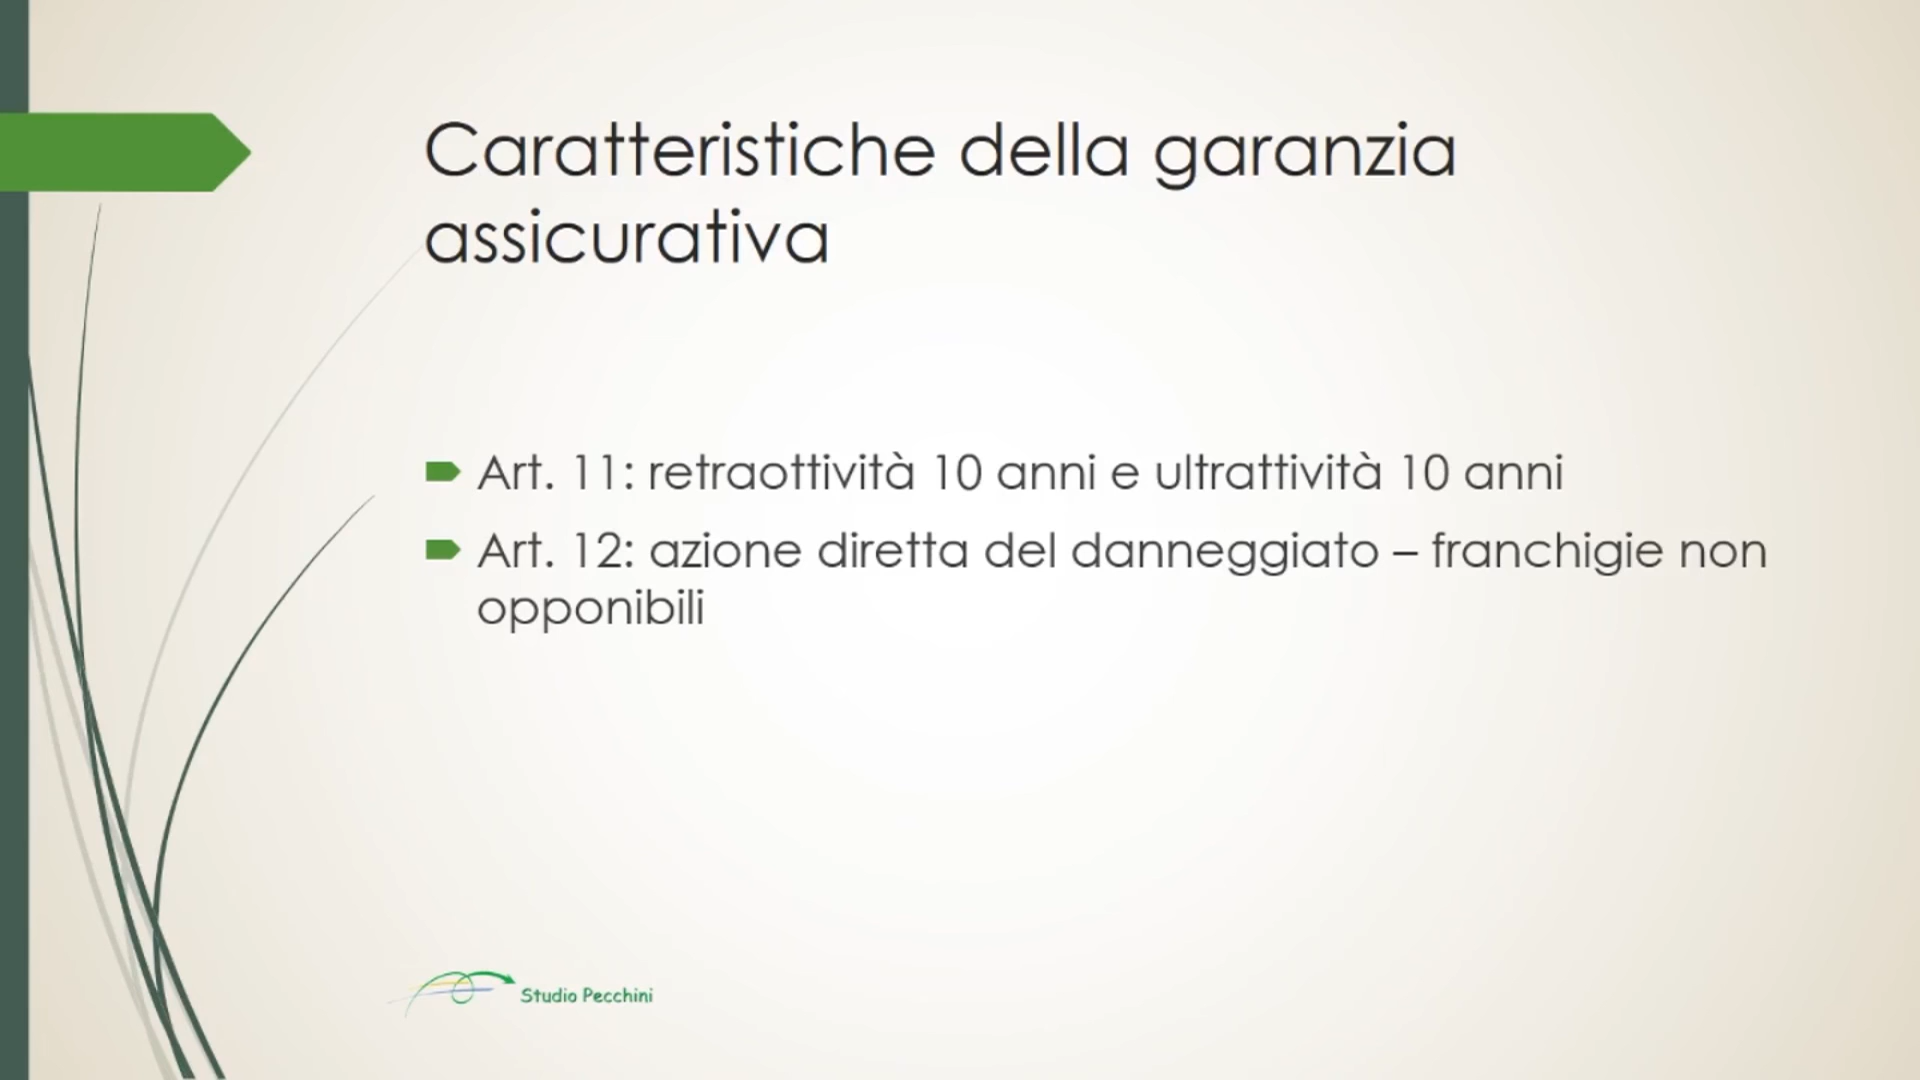 Caratteristiche della garanzia
assicurativa
Art. 11: retraottività 10 anni e ultrattività 10 anni
Art. 12: azione diretta del danneggiato – franchigie non
opponibili
Studio Pecchini